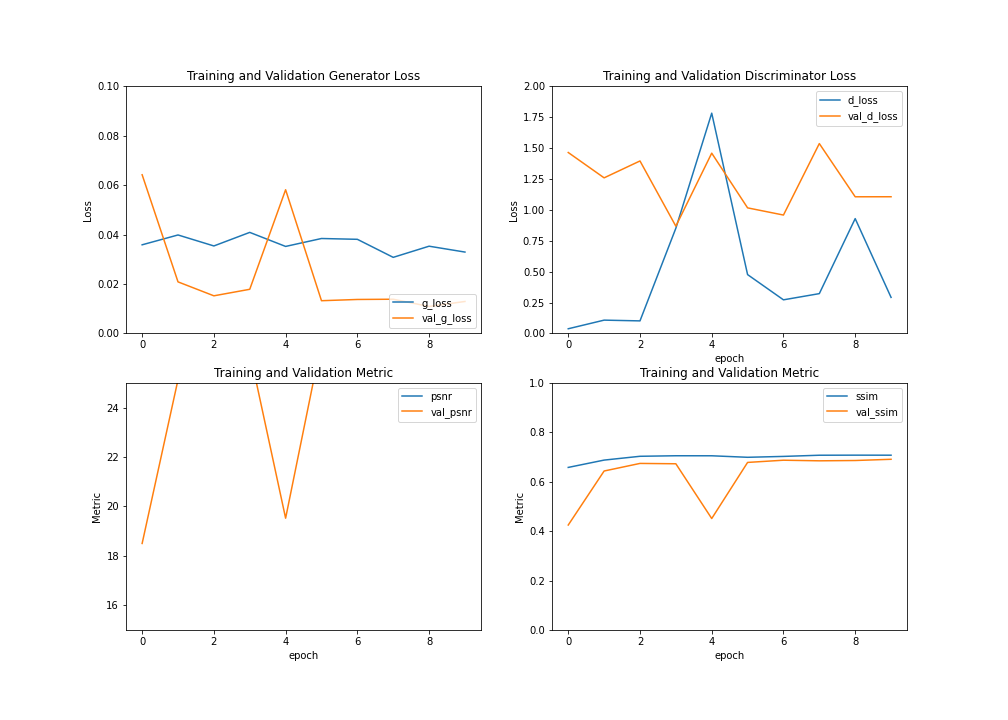 Training and Validation Generator Loss
Loss
0.10
0.08
0.06
0.04
0.02
0.00
0 2 4 6 8
g_loss
val_g_loss
Training and Validation Discriminator Loss
Loss
2.00
1.75
1.50
1.25
1.00
0.75
0.50
0.25
0.00
0 2 4 6 8
epoch
d_loss
val_d_loss
Training and Validation Metric
Metric
24
22
20
18
16
0 2 4 6 8
epoch
psnr
val_psnr
Training and Validation Metric
Metric
1.0
0.8
0.6
0.4
0.2
0.0
0 2 4 6 8
epoch
ssim
val_ssim